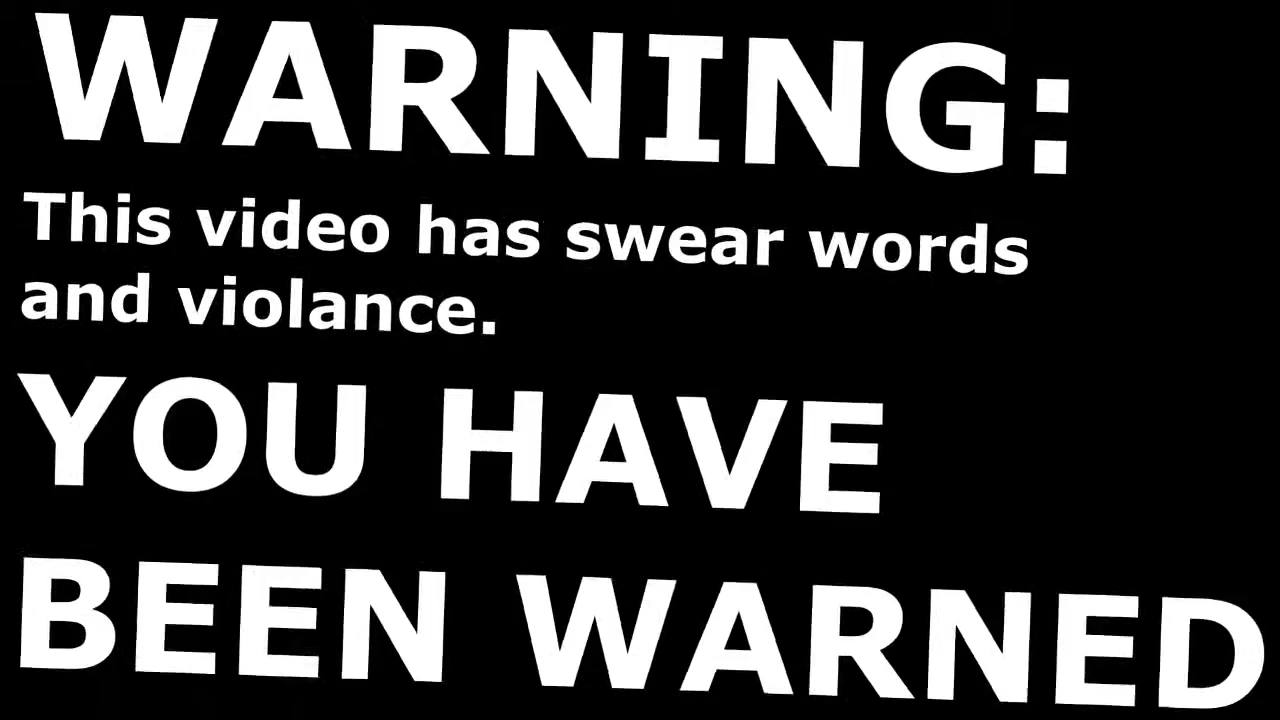 WARNING:
This video has swear words
and violance.
YOU HAVE
BEEN WARNED